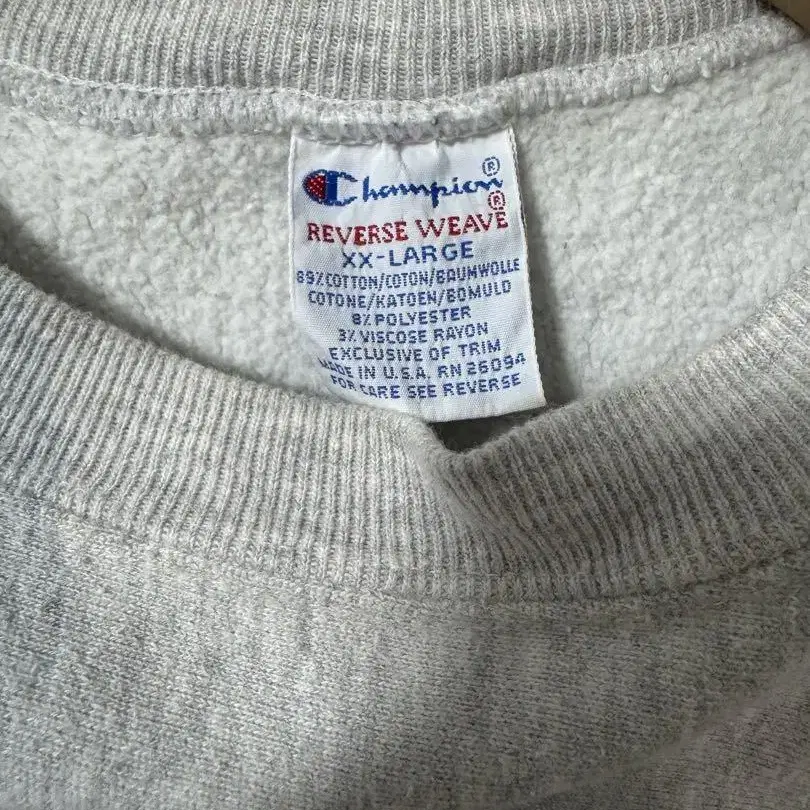 Champion®
REVERSE WEAVE®
XX-LARGE
89% COTTON/COTON/BAUMWOLLE
COTONE/KATOEN/BOMULD
8% POLYESTER
3% VISCOSE RAYON
EXCLUSIVE OF TRIM
MADE IN U.S.A. RN 26094
FOR CARE SEE REVERSE